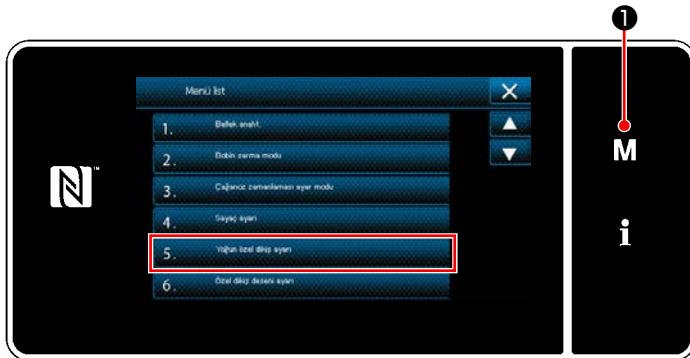 ❶
Menü list
1. Bellek anaht.
2. Bobin sarma modu
3. Çağanoz zamanlaması ayar modu
4. Sayaç ayarı
5. Yoğun özel dikiş ayarı
6. Özel dikiş deseni ayarı
M
i